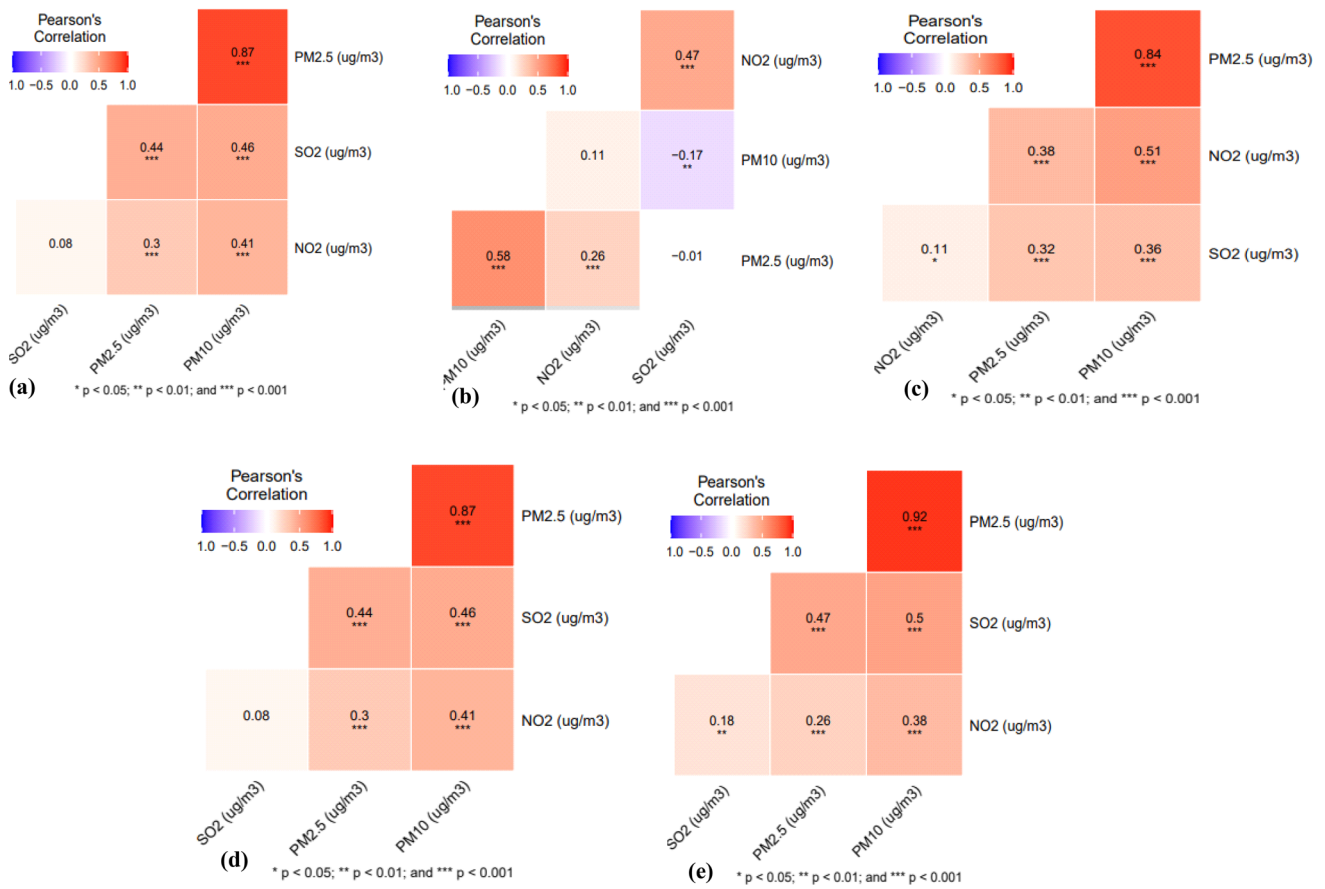 Pearson's
Correlation
1.0 −0.5 0.0 0.5 1.0
0.87
***
PM2.5 (ug/m3)
0.44
***
0.46
***
SO2 (ug/m3)
0.08
0.3
***
0.41
***
NO2 (ug/m3)
SO2 (ug/m3)
PM2.5 (ug/m3)
PM10 (ug/m3)
(a)
* p < 0.05; ** p < 0.01; and *** p < 0.001
Pearson's
Correlation
1.0 −0.5 0.0 0.5 1.0
0.47
***
NO2 (ug/m3)
0.11
−0.17
**
PM10 (ug/m3)
0.58
***
0.26
***
−0.01
PM2.5 (ug/m3)
PM10 (ug/m3)
NO2 (ug/m3)
SO2 (ug/m3)
(b)
* p < 0.05; ** p < 0.01; and *** p < 0.001
Pearson's
Correlation
1.0 −0.5 0.0 0.5 1.0
0.84
***
PM2.5 (ug/m3)
0.38
***
0.51
***
NO2 (ug/m3)
0.11
*
0.32
***
0.36
***
SO2 (ug/m3)
NO2 (ug/m3)
PM2.5 (ug/m3)
PM10 (ug/m3)
(c)
* p < 0.05; ** p < 0.01; and *** p < 0.001
Pearson's
Correlation
1.0 −0.5 0.0 0.5 1.0
0.87
***
PM2.5 (ug/m3)
0.44
***
0.46
***
SO2 (ug/m3)
0.08
0.3
***
0.41
***
NO2 (ug/m3)
SO2 (ug/m3)
PM2.5 (ug/m3)
PM10 (ug/m3)
(d)
* p < 0.05; ** p < 0.01; and *** p < 0.001
Pearson's
Correlation
1.0 −0.5 0.0 0.5 1.0
0.92
***
PM2.5 (ug/m3)
0.47
***
0.5
***
SO2 (ug/m3)
0.18
**
0.26
***
0.38
***
NO2 (ug/m3)
SO2 (ug/m3)
PM2.5 (ug/m3)
PM10 (ug/m3)
(e)
* p < 0.05; ** p < 0.01; and *** p < 0.001